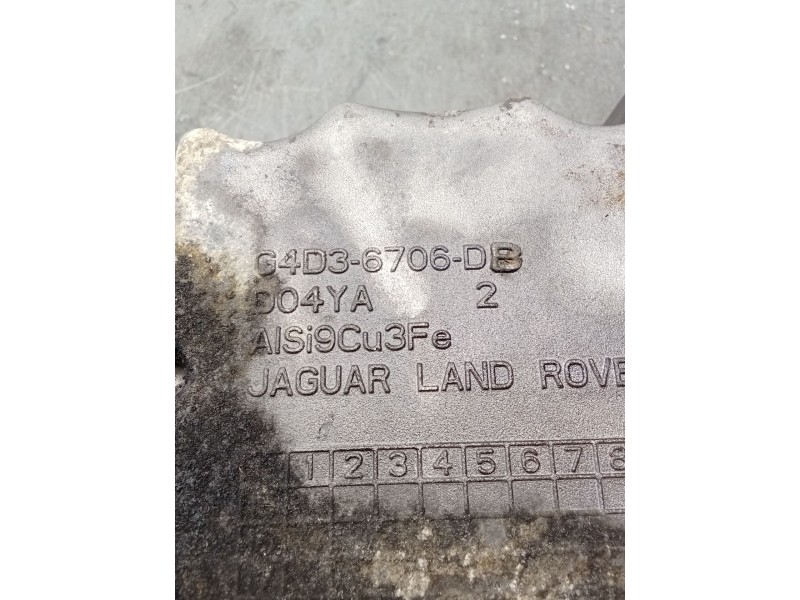 G4D3-6706-DB
D04YA 2
AlSi9Cu3Fe
JAGUAR LAND ROVE
1 2 3 4 5 6 7 8